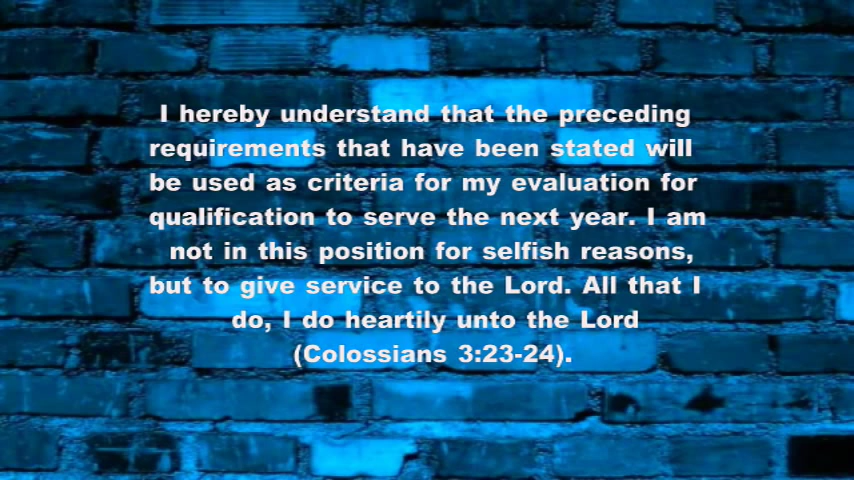 I hereby understand that the preceding
requirements that have been stated will
be used as criteria for my evaluation for
qualification to serve the next year. I am
not in this position for selfish reasons,
but to give service to the Lord. All that I
do, I do heartily unto the Lord
(Colossians 3:23-24).